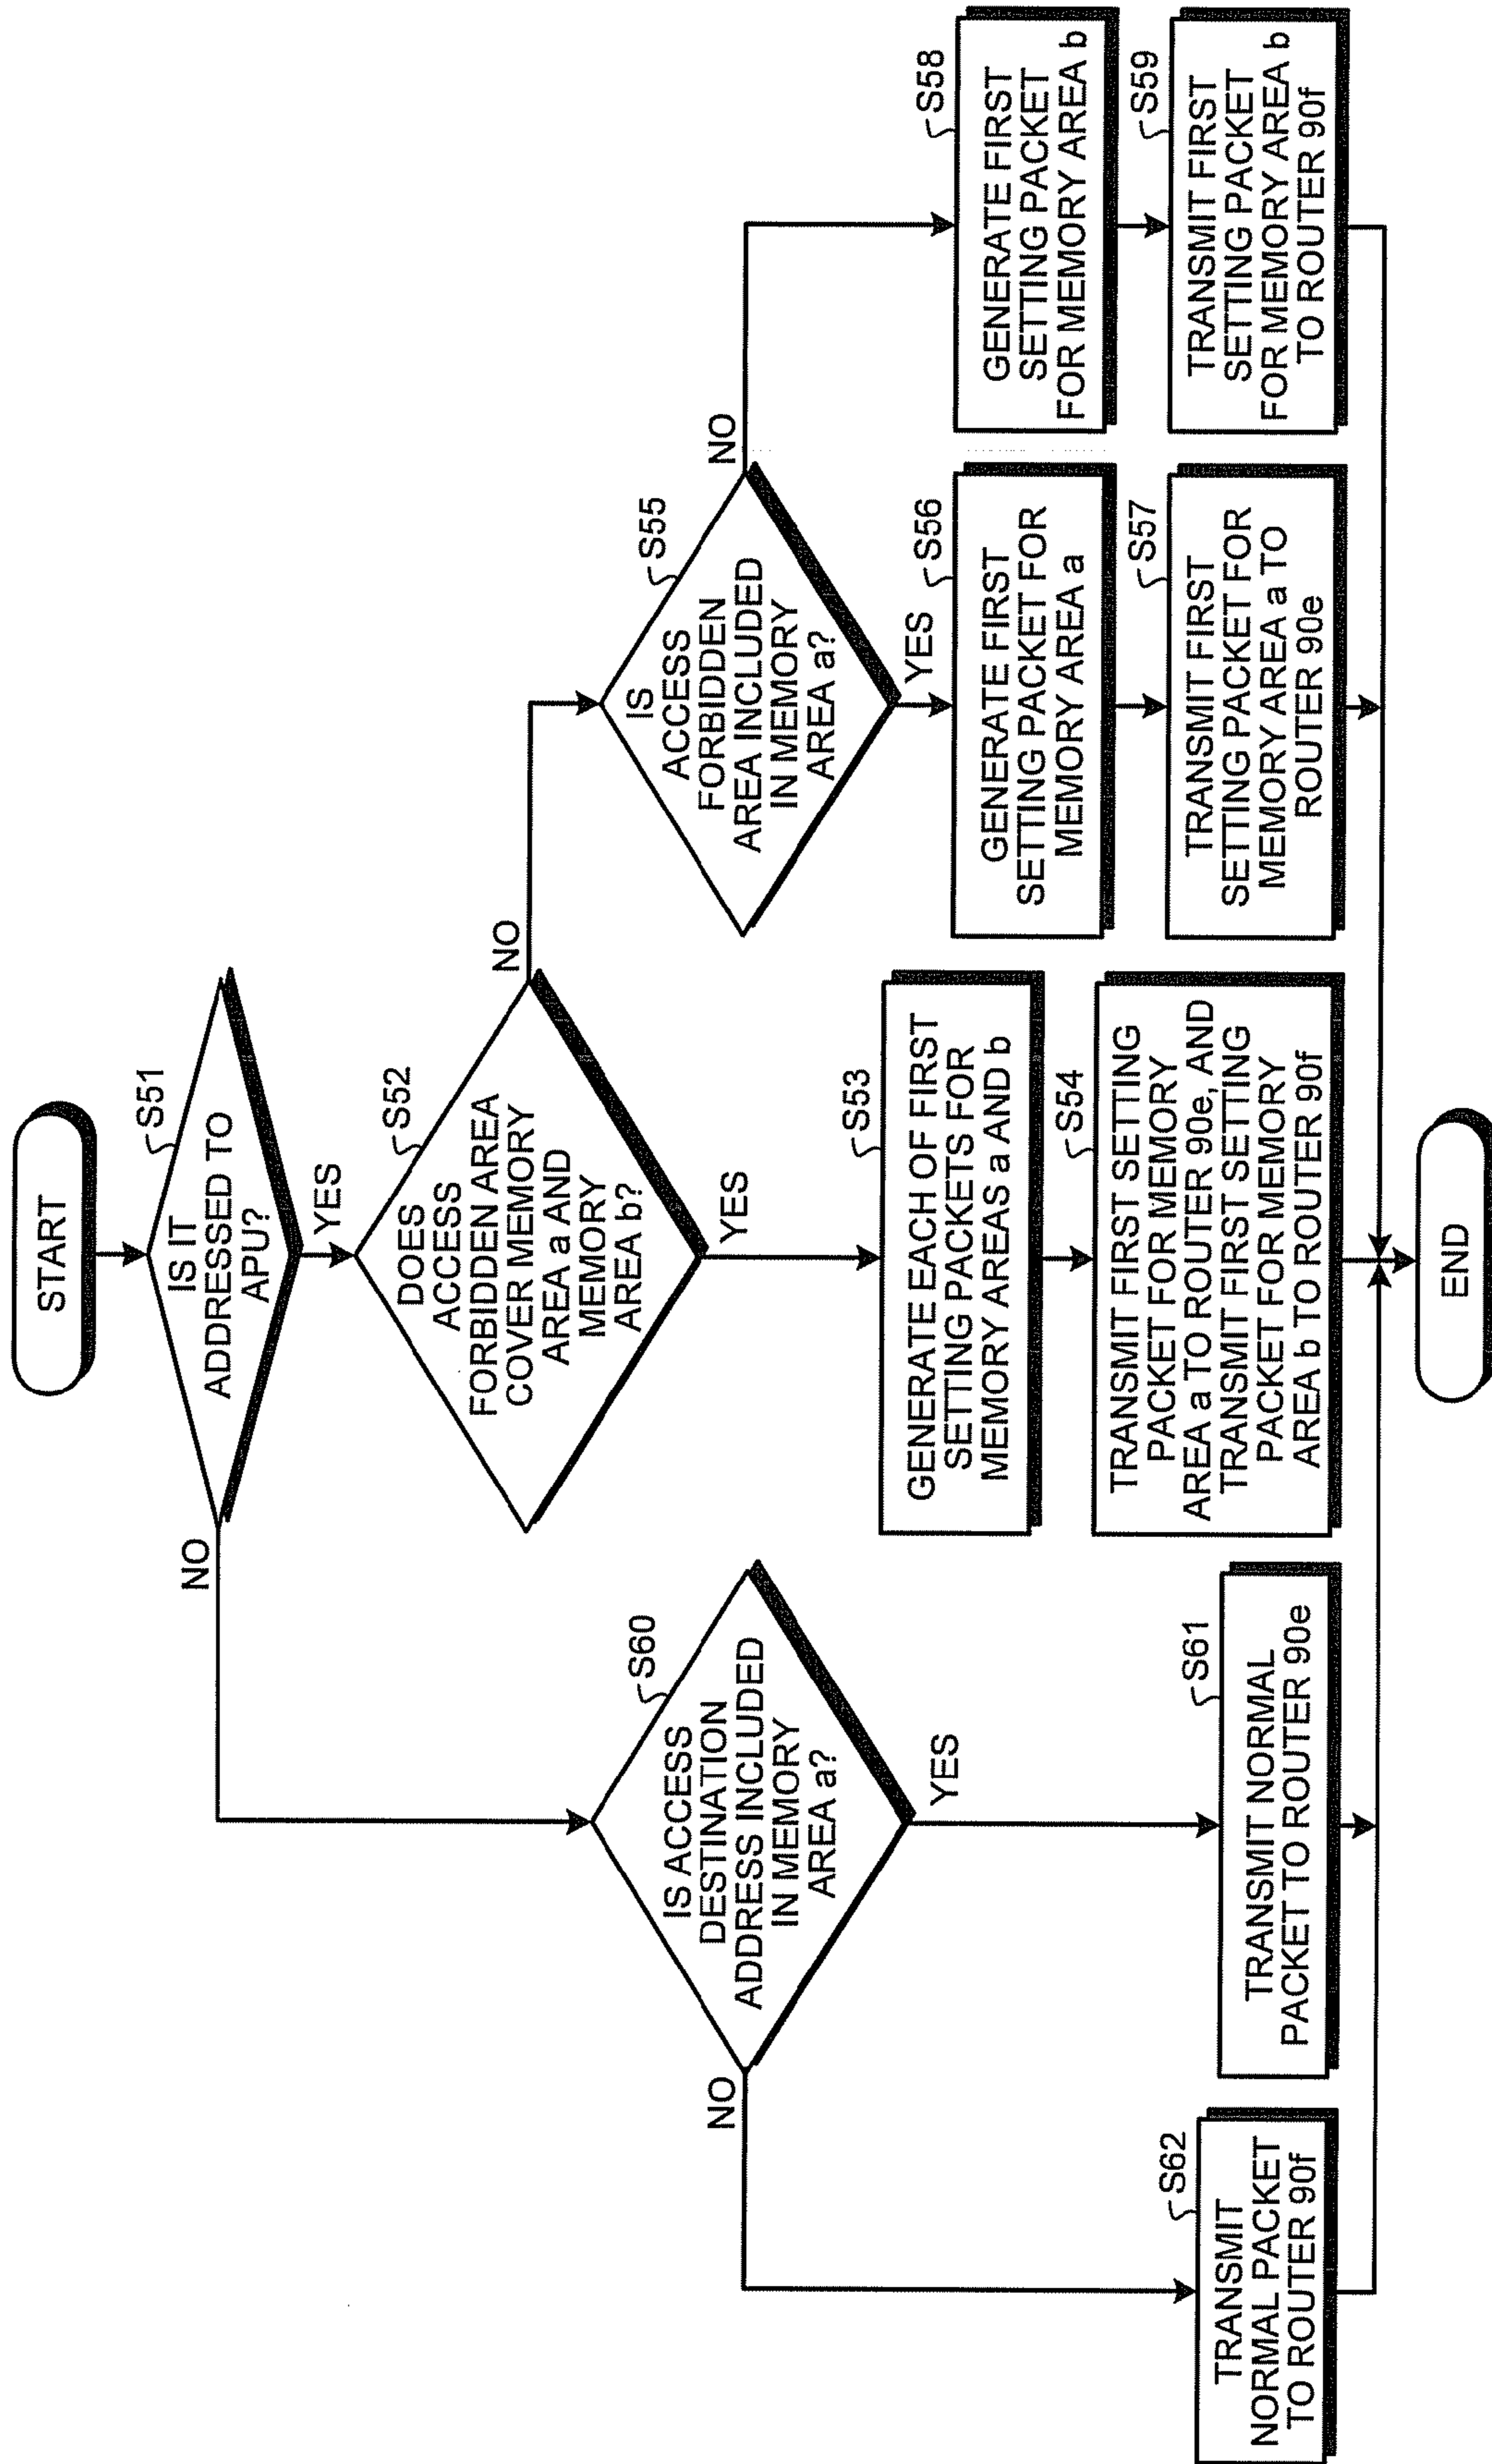 START
S51
IS IT
ADDRESSED TO
APU?
NO
YES
S52
DOES
ACCESS
FORBIDDEN AREA
COVER MEMORY
AREA a AND
MEMORY
AREA b?
NO
YES
S53
GENERATE EACH OF FIRST
SETTING PACKETS FOR
MEMORY AREAS a AND b
S54
TRANSMIT FIRST SETTING
PACKET FOR MEMORY
AREA a TO ROUTER 90e, AND
TRANSMIT FIRST SETTING
PACKET FOR MEMORY
AREA b TO ROUTER 90f
S55
IS
ACCESS
FORBIDDEN
AREA INCLUDED
IN MEMORY
AREA a?
NO
YES
S56
GENERATE FIRST
SETTING PACKET FOR
MEMORY AREA a
S57
TRANSMIT FIRST
SETTING PACKET FOR
MEMORY AREA a TO
ROUTER 90e
S58
GENERATE FIRST
SETTING PACKET
FOR MEMORY AREA b
S59
TRANSMIT FIRST
SETTING PACKET
FOR MEMORY AREA b
TO ROUTER 90f
S60
IS ACCESS
DESTINATION
ADDRESS INCLUDED
IN MEMORY
AREA a?
NO
YES
S61
TRANSMIT NORMAL
PACKET TO ROUTER 90e
S62
TRANSMIT
NORMAL PACKET
TO ROUTER 90f
END